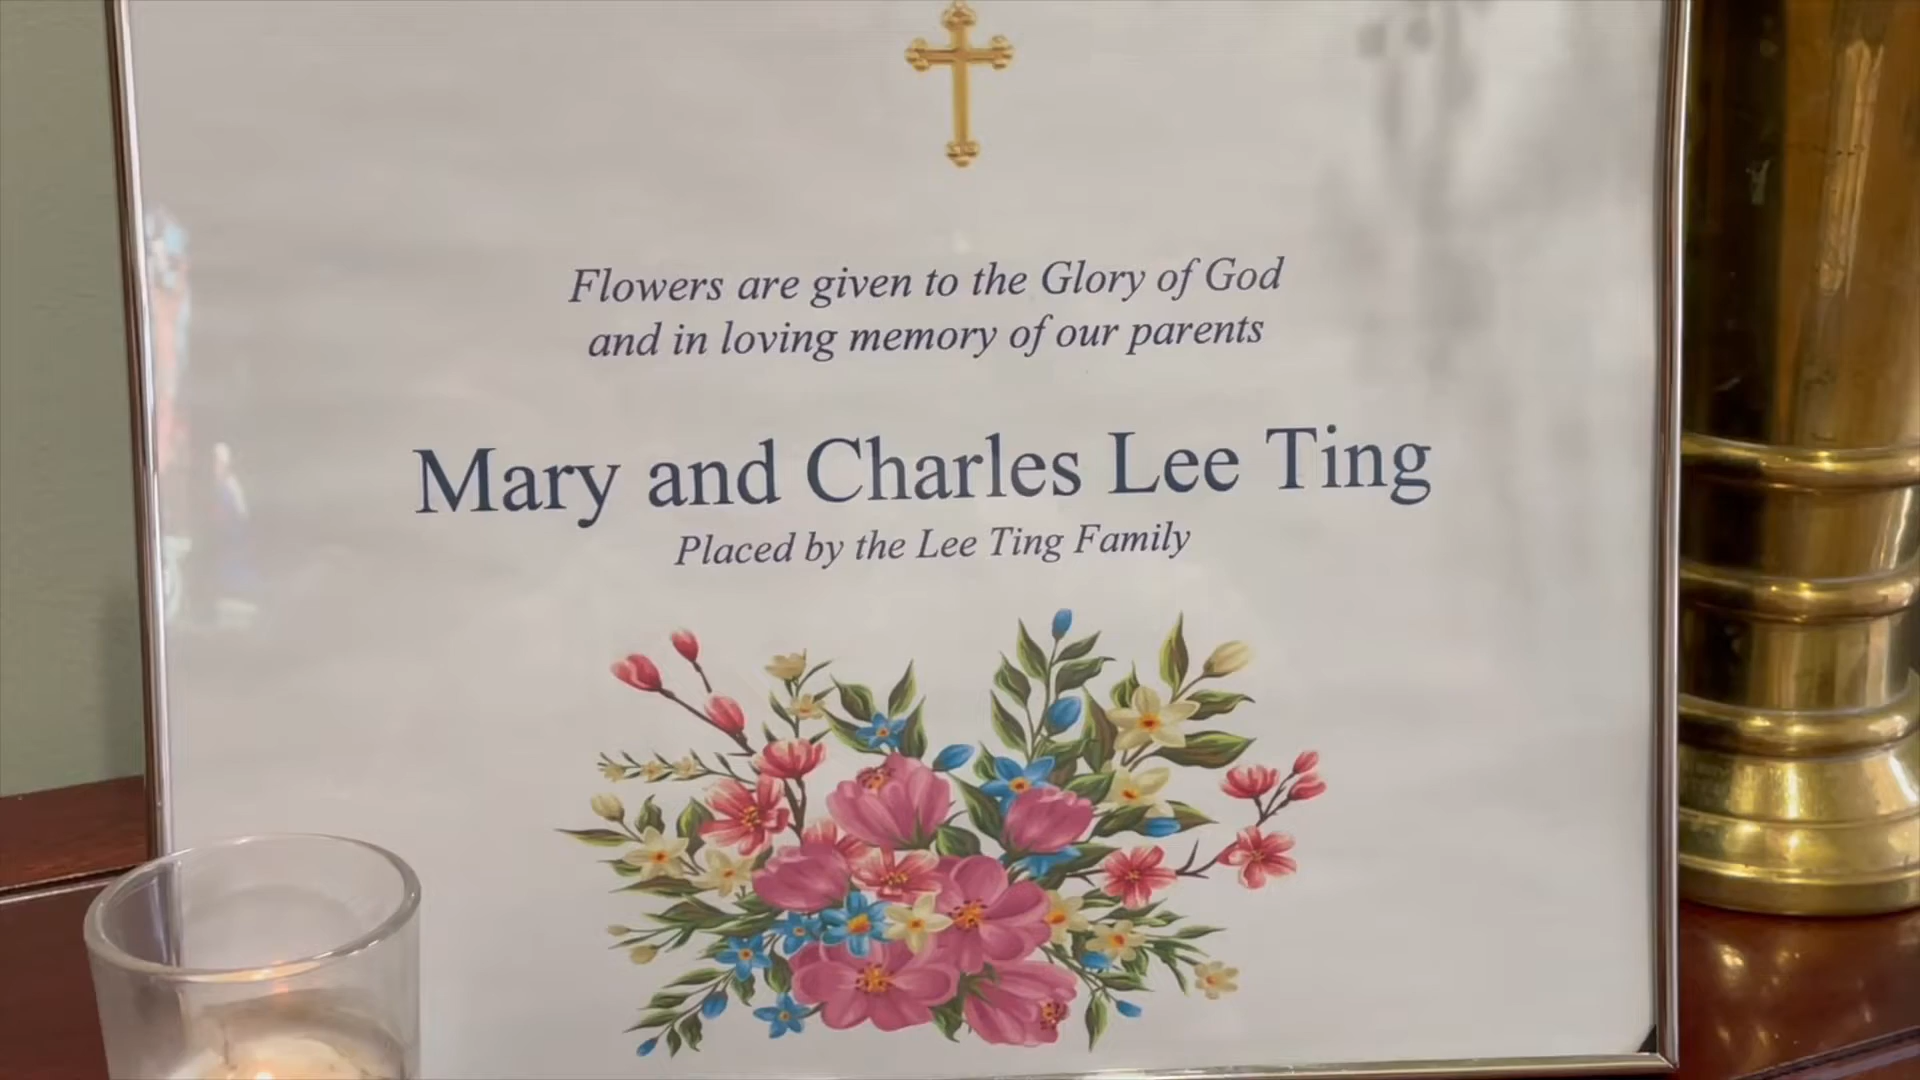 Flowers are given to the Glory of God
and in loving memory of our parents
Mary and Charles Lee Ting
Placed by the Lee Ting Family